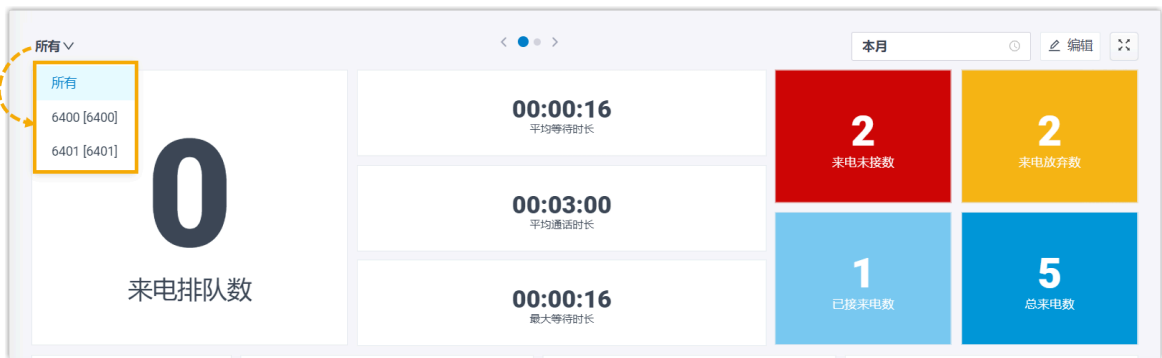 所有
本月
编辑
所有
6400 [6400]
6401 [6401]
0
来电排队数
00:00:16
平均等待时长
00:03:00
平均通话时长
00:00:16
最大等待时长
2
来电未接数
2
来电放弃数
1
已接来电数
5
总来电数